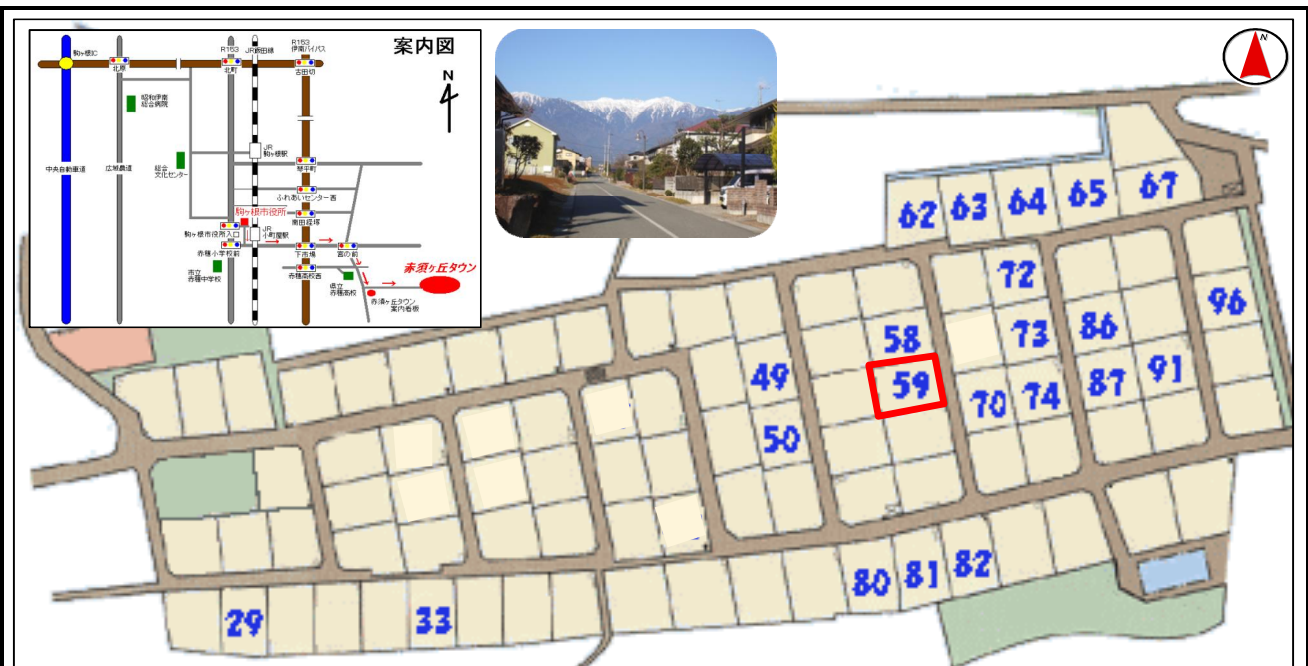 案内図
N
駒ヶ根IC
北原
R153
北町
JR飯田線
R153
伊南バイパス
古田切
昭和伊南
総合病院
中央自動車道
広域農道
総合
文化センター
JR
駒ヶ根駅
琴平町
ふれあいセンター西
駒ヶ根市役所
南田経塚
駒ヶ根市役所入口
JR
小町屋駅
赤穂小学校前
下市場
宮の前
市立
赤穂中学校
赤穂高校西
県立
赤穂高校
赤須ヶ丘タウン
赤須ヶ丘タウン
案内看板
N
62
63
64
65
67
72
96
58
73
86
49
59
70
74
87
91
50
80
81
82
29
33